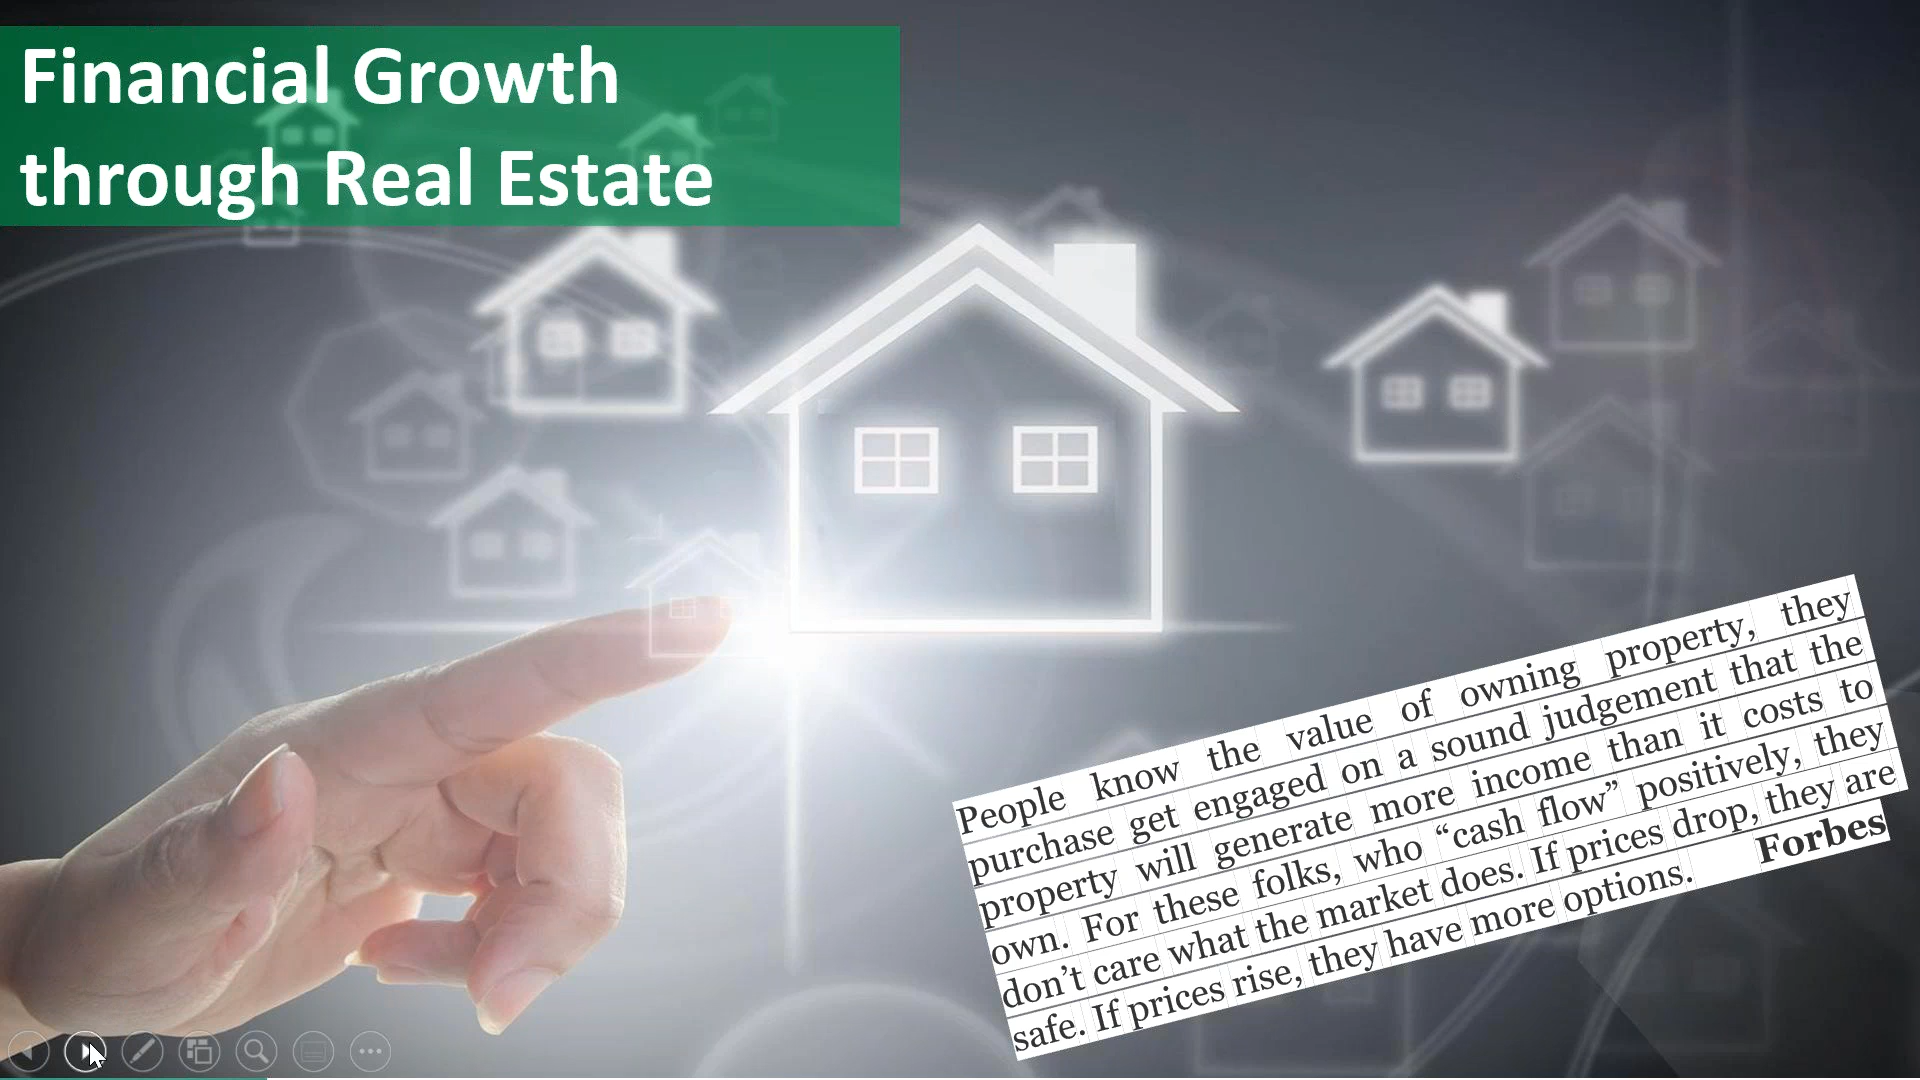 Financial Growth
through Real Estate
People know the value of owning property, they
purchase get engaged on a sound judgement that the
property will generate more income than it costs to
own. For these folks, who “cash flow” positively, they
don’t care what the market does. If prices drop, they are
safe. If prices rise, they have more options. Forbes